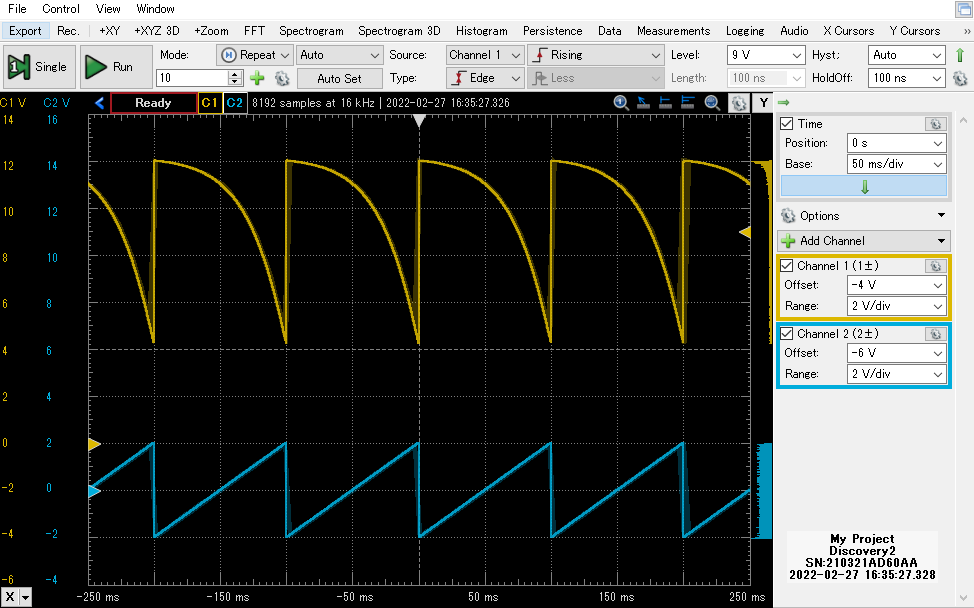 File Control View Window
Export Rec. +XY +XYZ 3D +Zoom FFT Spectrogram Spectrogram 3D Histogram Persistence Data Measurements Logging Audio X Cursors Y Cursors »
Single Run Mode: Repeat Auto Source: Channel 1 Rising Level: 9 V Hyst: Auto
10 Auto Set Type: Edge Less Length: 100 ns HoldOff: 100 ns
C1 V C2 V Ready C1 C2 8192 samples at 16 kHz | 2022-02-27 16:35:27.326 Y
14 16
12 14
10 12
8 10
6 8
4 6
2 4
0 2
-2 0
-4 -2
-6 -4
X -250 ms -150 ms -50 ms 50 ms 150 ms 250 ms
Time
Position: 0 s
Base: 50 ms/div
Options
Add Channel
Channel 1 (1±)
Offset: -4 V
Range: 2 V/div
Channel 2 (2±)
Offset: -6 V
Range: 2 V/div
My Project
Discovery2
SN:210321AD60AA
2022-02-27 16:35:27.328